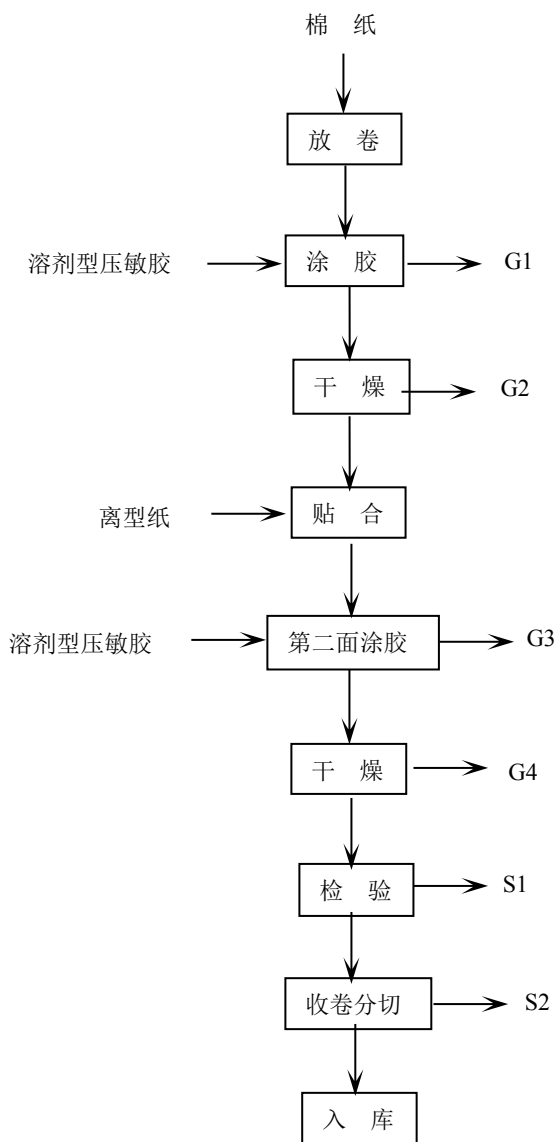 棉 纸
放 卷
溶剂型压敏胶
涂 胶
G1
干 燥
G2
离型纸
贴 合
溶剂型压敏胶
第二面涂胶
G3
干 燥
G4
检 验
S1
收卷分切
S2
入 库